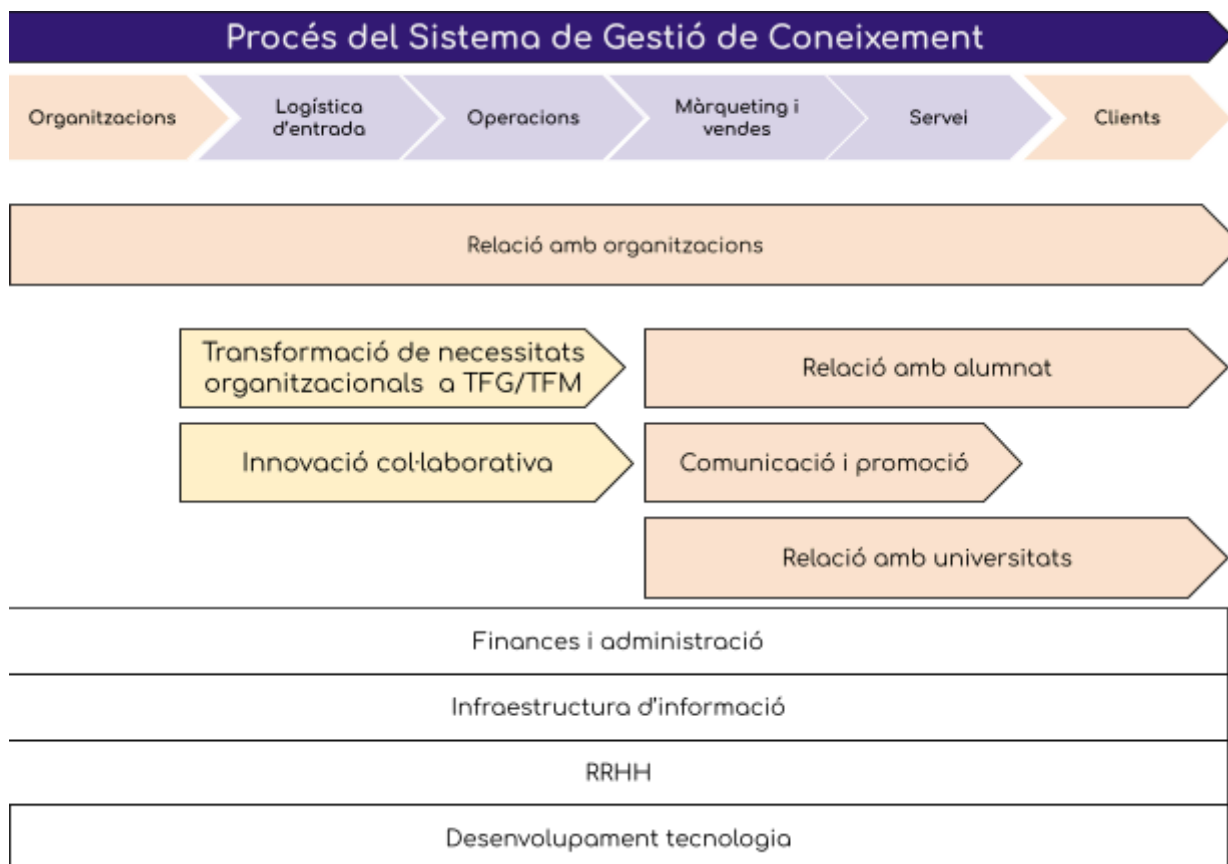 Procés del Sistema de Gestió de Coneixement
Organitzacions
Logística
d'entrada
Operacions
Màrqueting i
vendes
Servei
Clients
Relació amb organitzacions
Transformació de necessitats
organitzacionals a TFG/TFM
Relació amb alumnat
Innovació col·laborativa
Comunicació i promoció
Relació amb universitats
Finances i administració
Infraestructura d'informació
RRHH
Desenvolupament tecnologia